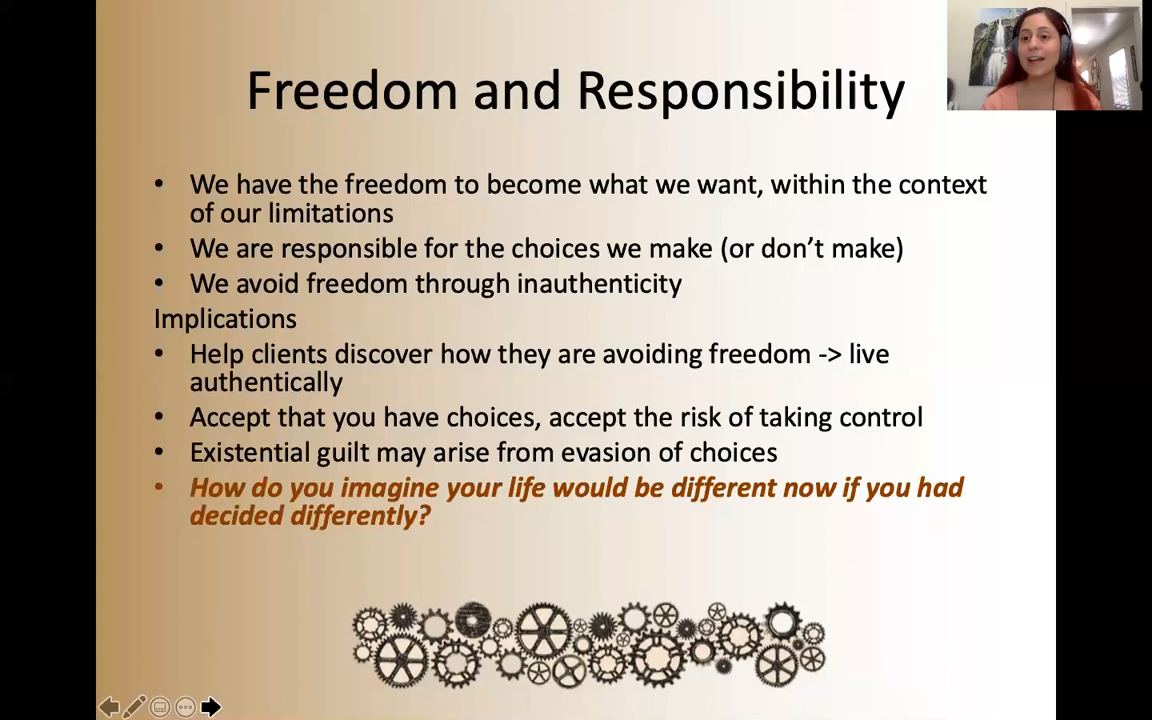 Freedom and Responsibility
• We have the freedom to become what we want, within the context
of our limitations
• We are responsible for the choices we make (or don’t make)
• We avoid freedom through inauthenticity
Implications
• Help clients discover how they are avoiding freedom -> live
authentically
• Accept that you have choices, accept the risk of taking control
• Existential guilt may arise from evasion of choices
• How do you imagine your life would be different now if you had
decided differently?